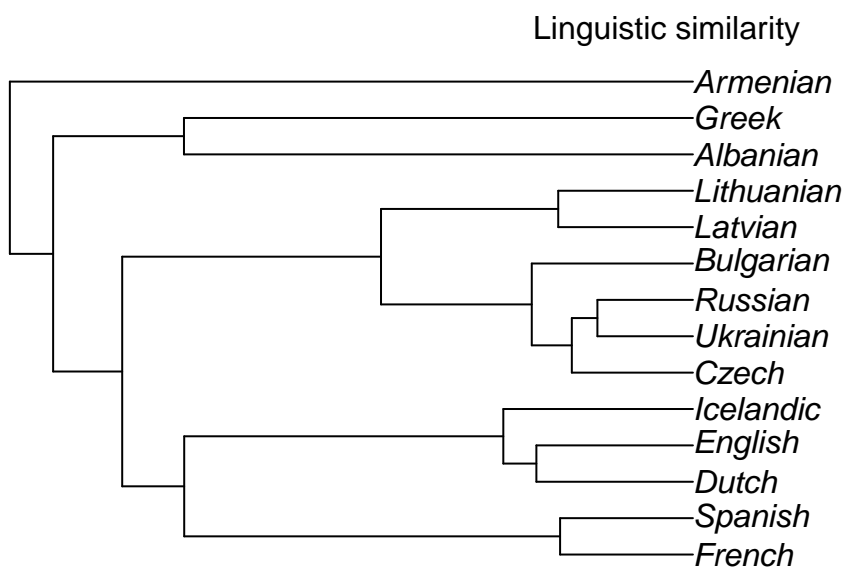 Linguistic similarity
Armenian
Greek
Albanian
Lithuanian
Latvian
Bulgarian
Russian
Ukrainian
Czech
Icelandic
English
Dutch
Spanish
French